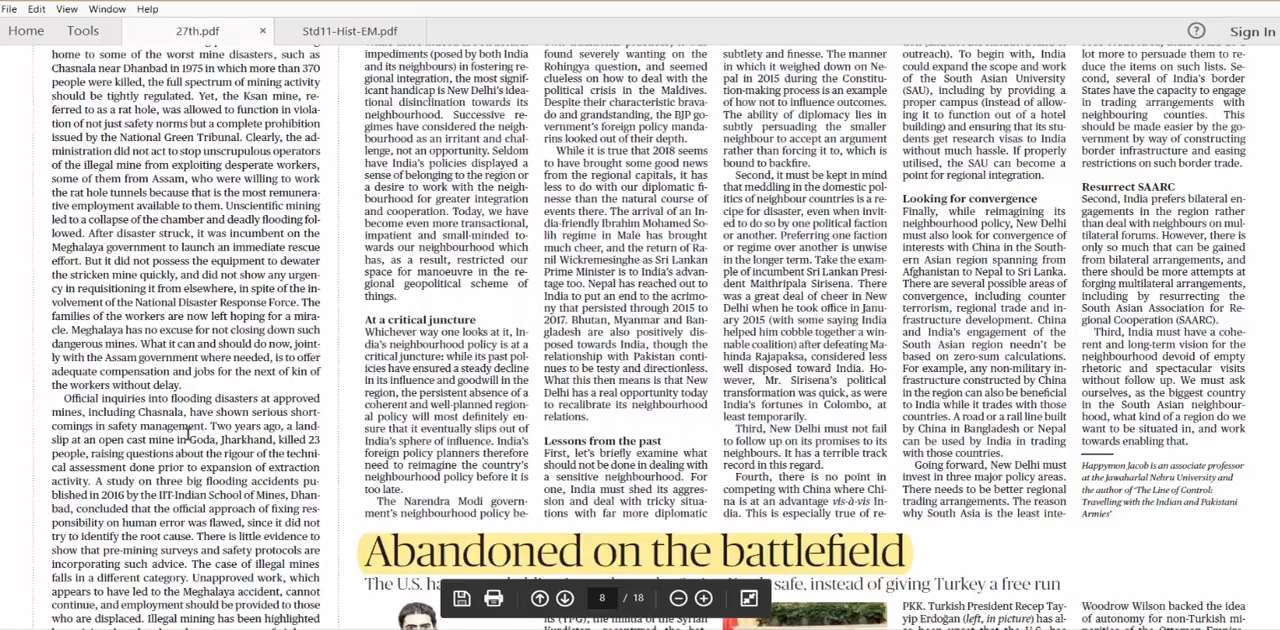 File Edit View Window Help
Home Tools 27th.pdf × Std11-Hist-EM.pdf ? Sign In
home to some of the worst mine disasters, such as
Chasnala near Dhanbad in 1975 in which more than 370
people were killed, the full spectrum of mining activity
should be tightly regulated. Yet, the Ksan mine, re-
ferred to as a rat hole, was allowed to function in viola-
tion of not just safety norms but a complete prohibition
issued by the National Green Tribunal. Clearly, the ad-
ministration did not act to stop unscrupulous operators
of the illegal mine from exploiting desperate workers,
some of them from Assam, who were willing to work
the rat hole tunnels because that is the most remunera-
tive employment available to them. Unscientific mining
led to a collapse of the chamber and deadly flooding fol-
lowed. After disaster struck, it was incumbent on the
Meghalaya government to launch an immediate rescue
effort. But it did not possess the equipment to dewater
the stricken mine quickly, and did not show any urgen-
cy in requisitioning it from elsewhere, in spite of the in-
volvement of the National Disaster Response Force. The
families of the workers are now left hoping for a mira-
cle. Meghalaya has no excuse for not closing down such
dangerous mines. What it can and should do now, joint-
ly with the Assam government where needed, is to offer
adequate compensation and jobs for the next of kin of
the workers without delay.
Official inquiries into flooding disasters at approved
mines, including Chasnala, have shown serious short-
comings in safety management. Two years ago, a land-
slip at an open cast mine in Goda, Jharkhand, killed 23
people, raising questions about the rigour of the techni-
cal assessment done prior to expansion of extraction
activity. A study on three big flooding accidents pu-
blished in 2016 by the IIT-Indian School of Mines, Dhan-
bad, concluded that the official approach of fixing res-
ponsibility on human error was flawed, since it did not
try to identify the root cause. There is little evidence to
show that pre-mining surveys and safety protocols are
incorporating such advice. The case of illegal mines
falls in a different category. Unapproved work, which
appears to have led to the Meghalaya accident, cannot
continue, and employment should be provided to those
who are displaced. Illegal mining has been highlighted
impediments (posed by both India
and its neighbours) in fostering re-
gional integration, the most signif-
icant handicap is New Delhi's idea-
tional disinclination towards its
neighbourhood. Successive re-
gimes have considered the neigh-
bourhood as an irritant and chal-
lenge, not an opportunity. Seldom
have India's policies displayed a
sense of belonging to the region or
a desire to work with the neigh-
bourhood for greater integration
and cooperation. Today, we have
become even more transactional,
impatient and small-minded to-
wards our neighbourhood which
has, as a result, restricted our
space for manoeuvre in the re-
gional geopolitical scheme of
things.
At a critical juncture
Whichever way one looks at it, In-
dia's neighbourhood policy is at a
critical juncture: while its past pol-
icies have ensured a steady decline
in its influence and goodwill in the
region, the persistent absence of a
coherent and well-planned region-
al policy will most definitely en-
sure that it eventually slips out of
India's sphere of influence. India's
foreign policy planners therefore
need to reimagine the country's
neighbourhood policy before it is
too late.
The Narendra Modi govern-
ment's neighbourhood policy be-
found severely wanting on the
Rohingya question, and seemed
clueless on how to deal with the
political crisis in the Maldives.
Despite their characteristic brava-
do and grandstanding, the BJP go-
vernment's foreign policy manda-
rins looked out of their depth.
While it is true that 2018 seems
to have brought some good news
from the regional capitals, it has
less to do with our diplomatic fi-
nesse than the natural course of
events there. The arrival of an In-
dia-friendly Ibrahim Mohamed So-
lih regime in Male has brought
much cheer, and the return of Ra-
nil Wickremesinghe as Sri Lankan
Prime Minister is to India's advan-
tage too. Nepal has reached out to
India to put an end to the acrimo-
ny that persisted through 2015 to
2017. Bhutan, Myanmar and Ban-
gladesh are also positively dis-
posed towards India, though the
relationship with Pakistan conti-
nues to be testy and directionless.
What this then means is that New
Delhi has a real opportunity today
to recalibrate its neighbourhood
relations.
Lessons from the past
First, let's briefly examine what
should not be done in dealing with
a sensitive neighbourhood. For
one, India must shed its aggres-
sion and deal with tricky situa-
tions with far more diplomatic
subtlety and finesse. The manner
in which it weighed down on Ne-
pal in 2015 during the Constitu-
tion-making process is an example
of how not to influence outcomes.
The ability of diplomacy lies in
subtly persuading the smaller
neighbour to accept an argument
rather than forcing it to, which is
bound to backfire.
Second, it must be kept in mind
that meddling in the domestic pol-
itics of neighbour countries is a re-
cipe for disaster, even when invit-
ed to do so by one political faction
or another. Preferring one faction
or regime over another is unwise
in the longer term. Take the exam-
ple of incumbent Sri Lankan Presi-
dent Maithripala Sirisena. There
was a great deal of cheer in New
Delhi when he took office in Janu-
ary 2015 (with some saying India
helped him cobble together a win-
nable coalition) after defeating Ma-
hinda Rajapaksa, considered less
well disposed toward India. Ho-
wever, Mr. Sirisena's political
transformation was quick, as were
India's fortunes in Colombo, at
least temporarily.
Third, New Delhi must not fail
to follow up on its promises to its
neighbours. It has a terrible track
record in this regard.
Fourth, there is no point in
competing with China where Chi-
na is at an advantage vis-à-vis In-
dia. This is especially true of re-
outreach). To begin with, India
could expand the scope and work
of the South Asian University
(SAU), including by providing a
proper campus (instead of allow-
ing it to function out of a hotel
building) and ensuring that its stu-
dents get research visas to India
without much hassle. If properly
utilised, the SAU can become a
point for regional integration.
Looking for convergence
Finally, while reimagining its
neighbourhood policy, New Delhi
must also look for convergence of
interests with China in the South-
ern Asian region spanning from
Afghanistan to Nepal to Sri Lanka.
There are several possible areas of
convergence, including counter
terrorism, regional trade and in-
frastructure development. China
and India's engagement of the
South Asian region needn't be
based on zero-sum calculations.
For example, any non-military in-
frastructure constructed by China
in the region can also be beneficial
to India while it trades with those
countries. A road or a rail line built
by China in Bangladesh or Nepal
can be used by India in trading
with those countries.
Going forward, New Delhi must
invest in three major policy areas.
There needs to be better regional
trading arrangements. The reason
why South Asia is the least inte-
lot more to persuade them to re-
duce the items on such lists. Se-
cond, several of India's border
States have the capacity to engage
in trading arrangements with
neighbouring counties. This
should be made easier by the go-
vernment by way of constructing
border infrastructure and easing
restrictions on such border trade.
Resurrect SAARC
Second, India prefers bilateral en-
gagements in the region rather
than deal with neighbours on mul-
tilateral forums. However, there is
only so much that can be gained
from bilateral arrangements, and
there should be more attempts at
forging multilateral arrangements,
including by resurrecting the
South Asian Association for Re-
gional Cooperation (SAARC).
Third, India must have a cohe-
rent and long-term vision for the
neighbourhood devoid of empty
rhetoric and spectacular visits
without follow up. We must ask
ourselves, as the biggest country
in the South Asian neighbour-
hood, what kind of a region do we
want to be situated in, and work
towards enabling that.
Happymon Jacob is an associate professor
at the Jawaharlal Nehru University and
the author of 'The Line of Control:
Travelling with the Indian and Pakistani
Armies'
Abandoned on the battlefield
The U.S. safe, instead of giving Turkey a free run
8 / 18
PKK. Turkish President Recep Tay-
yip Erdoğan (left, in picture) has al-
Woodrow Wilson backed the idea
of autonomy for non-Turkish mi-